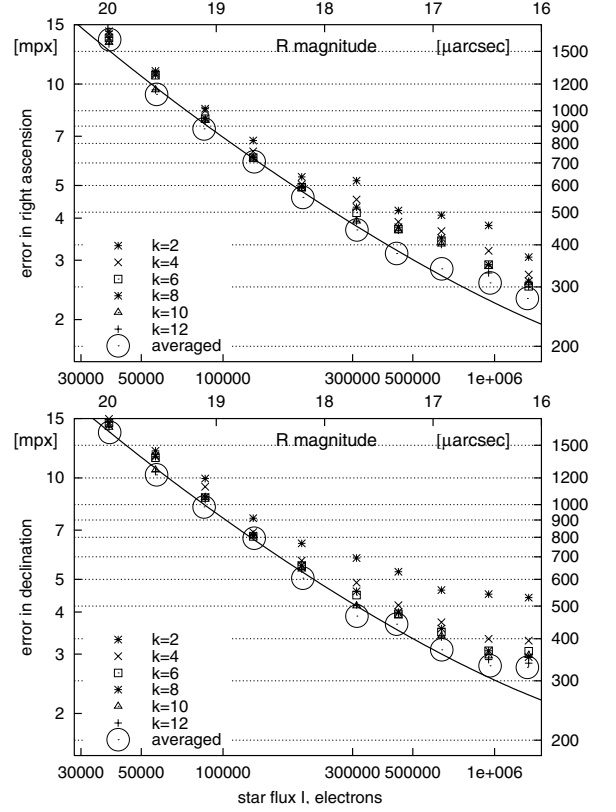 20 19 18 17 16
15 [mpx] R magnitude [μarcsec] 1500
1200
10
1000
900
800
7
700
600
5
500
4
400
3
300
2
200
error in right ascension
k=2
k=4
k=6
k=8
k=10
k=12
averaged
30000 50000 100000 300000 500000 1e+006
20 19 18 17 16
15 [mpx] R magnitude [μarcsec] 1500
1200
10
1000
900
800
7
700
600
5
500
4
400
3
300
2
200
error in declination
k=2
k=4
k=6
k=8
k=10
k=12
averaged
30000 50000 100000 300000 500000 1e+006
star flux I, electrons